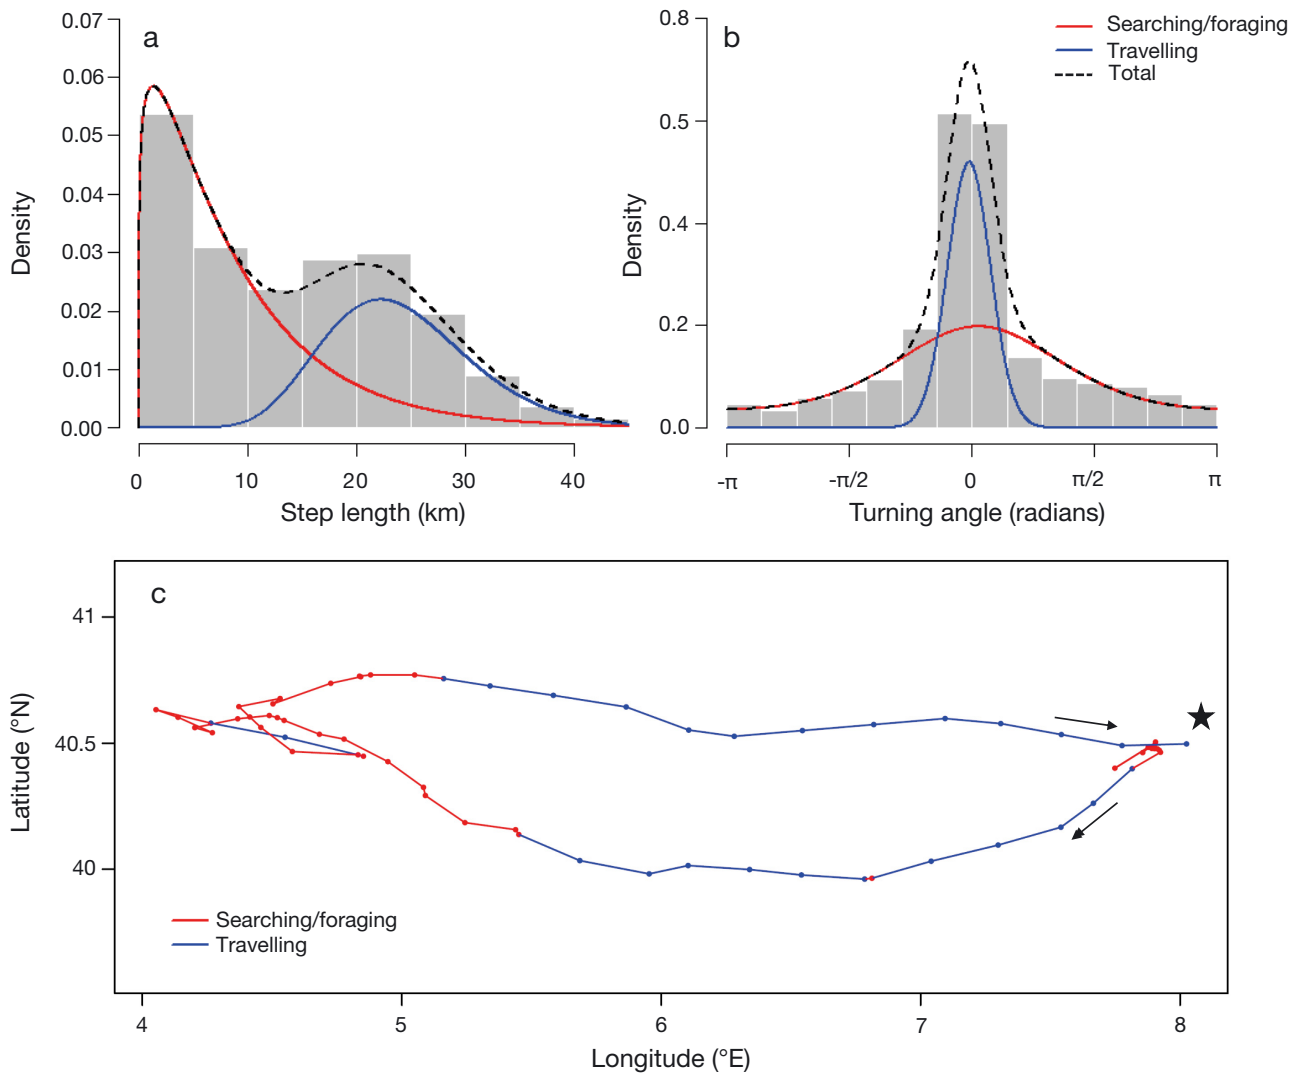 a
0.07
0.06
0.05
0.04
0.03
0.02
0.01
0.00
Density
0 10 20 30 40
Step length (km)
b
Searching/foraging
Travelling
Total
0.8
0.6
0.4
0.2
0.0
Density
-π -π/2 0 π/2 π
Turning angle (radians)
c
41
40.5
40
Latitude (°N)
Searching/foraging
Travelling
4 5 6 7 8
Longitude (°E)